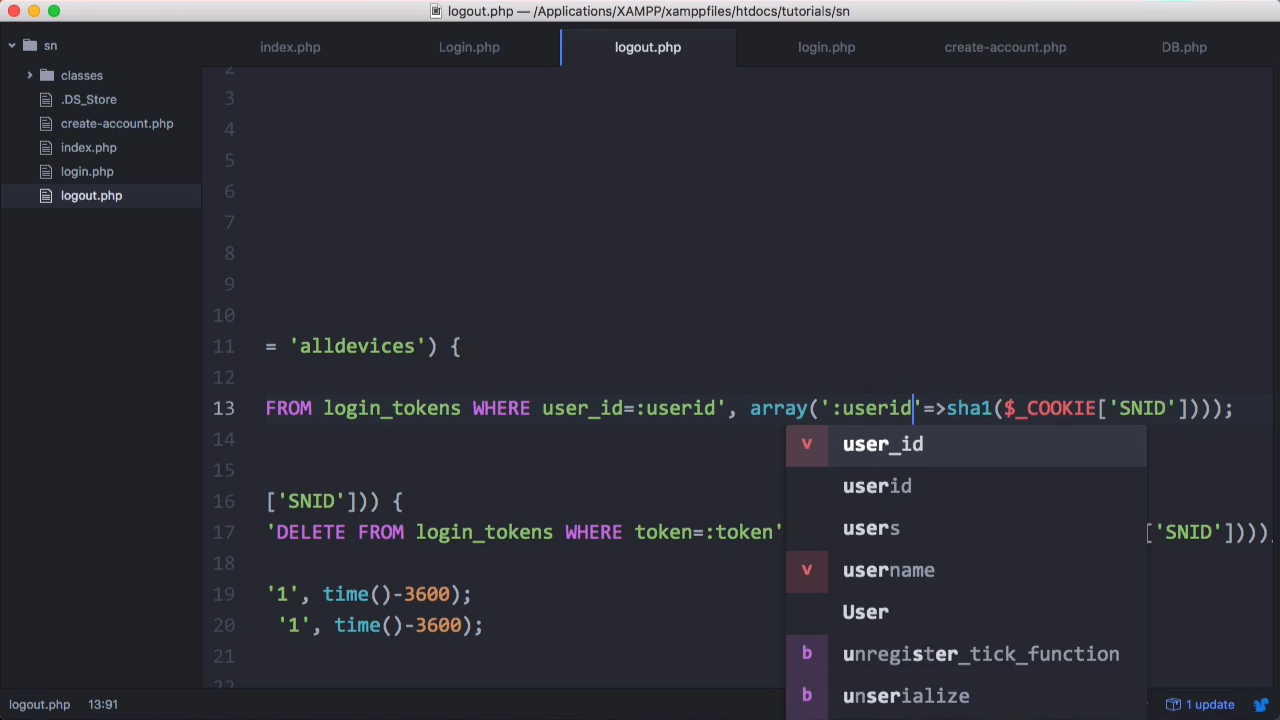 logout.php — /Applications/XAMPP/xamppfiles/htdocs/tutorials/sn
sn
classes
.DS_Store
create-account.php
index.php
login.php
logout.php
index.php Login.php logout.php login.php create-account.php DB.php
2
3
4
5
6
7
8
9
10
11 = 'alldevices') {
12
13 FROM login_tokens WHERE user_id=:userid', array(':userid'=>sha1($_COOKIE['SNID'])));
14
15
16 ['SNID'])) {
17 'DELETE FROM login_tokens WHERE token=:token' ['SNID'])))
18
19 '1', time()-3600);
20 '1', time()-3600);
21
22
v user_id
userid
users
v username
User
b unregister_tick_function
b unserialize
logout.php 13:91 1 update